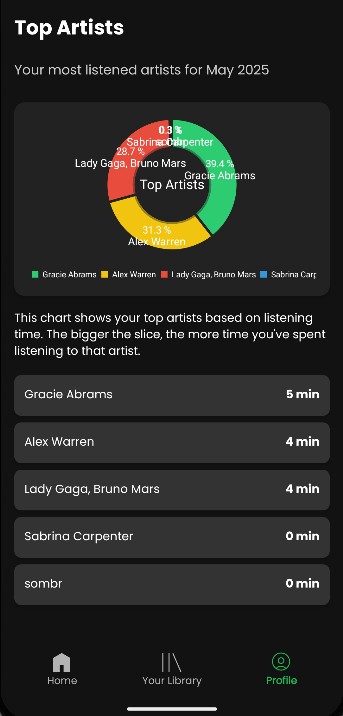 Top Artists
Your most listened artists for May 2025
0.3 %
Sabrina Carpenter
28.7 %
Lady Gaga, Bruno Mars
39.4 %
Gracie Abrams
Top Artists
31.3 %
Alex Warren
Gracie Abrams Alex Warren Lady Gaga, Bruno Mars Sabrina Carp
This chart shows your top artists based on listening
time. The bigger the slice, the more time you've spent
listening to that artist.
Gracie Abrams 5 min
Alex Warren 4 min
Lady Gaga, Bruno Mars 4 min
Sabrina Carpenter 0 min
sombr 0 min
Home Your Library Profile